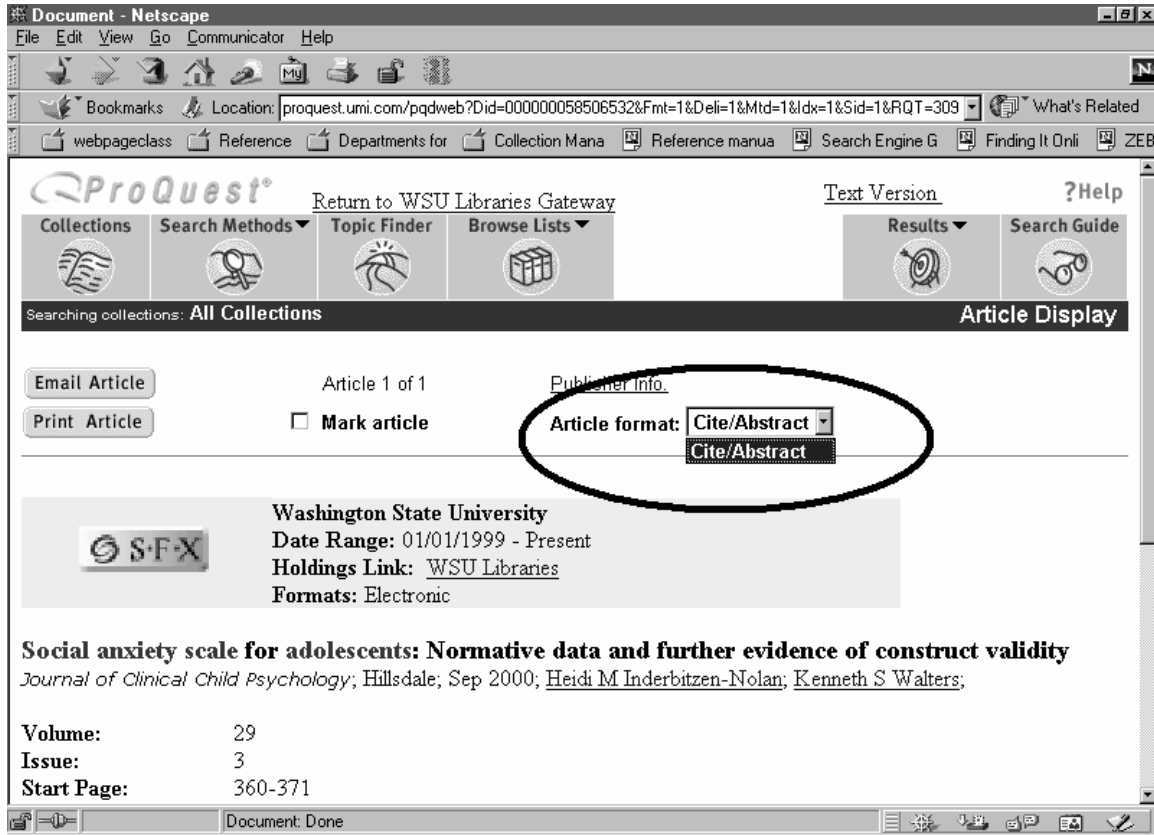 Document - Netscape
File Edit View Go Communicator Help
My N
Bookmarks Location: proquest.umi.com/pqdweb?Did=000000058506532&Fmt=1&Deli=1&Mtd=1&Idx=1&Sid=1&RQT=309 What's Related
webpageclass Reference Departments for Collection Mana Reference manua Search Engine G Finding It Onli ZEB
ProQuest® Return to WSU Libraries Gateway Text Version ?Help
Collections Search Methods Topic Finder Browse Lists Results Search Guide
Searching collections: All Collections Article Display
Email Article Article 1 of 1 Publisher Info.
Print Article Mark article Article format: Cite/Abstract
Cite/Abstract
Washington State University
S·F·X Date Range: 01/01/1999 - Present
Holdings Link: WSU Libraries
Formats: Electronic
Social anxiety scale for adolescents: Normative data and further evidence of construct validity
Journal of Clinical Child Psychology; Hillsdale; Sep 2000; Heidi M Inderbitzen-Nolan; Kenneth S Walters;
Volume: 29
Issue: 3
Start Page: 360-371
Document: Done